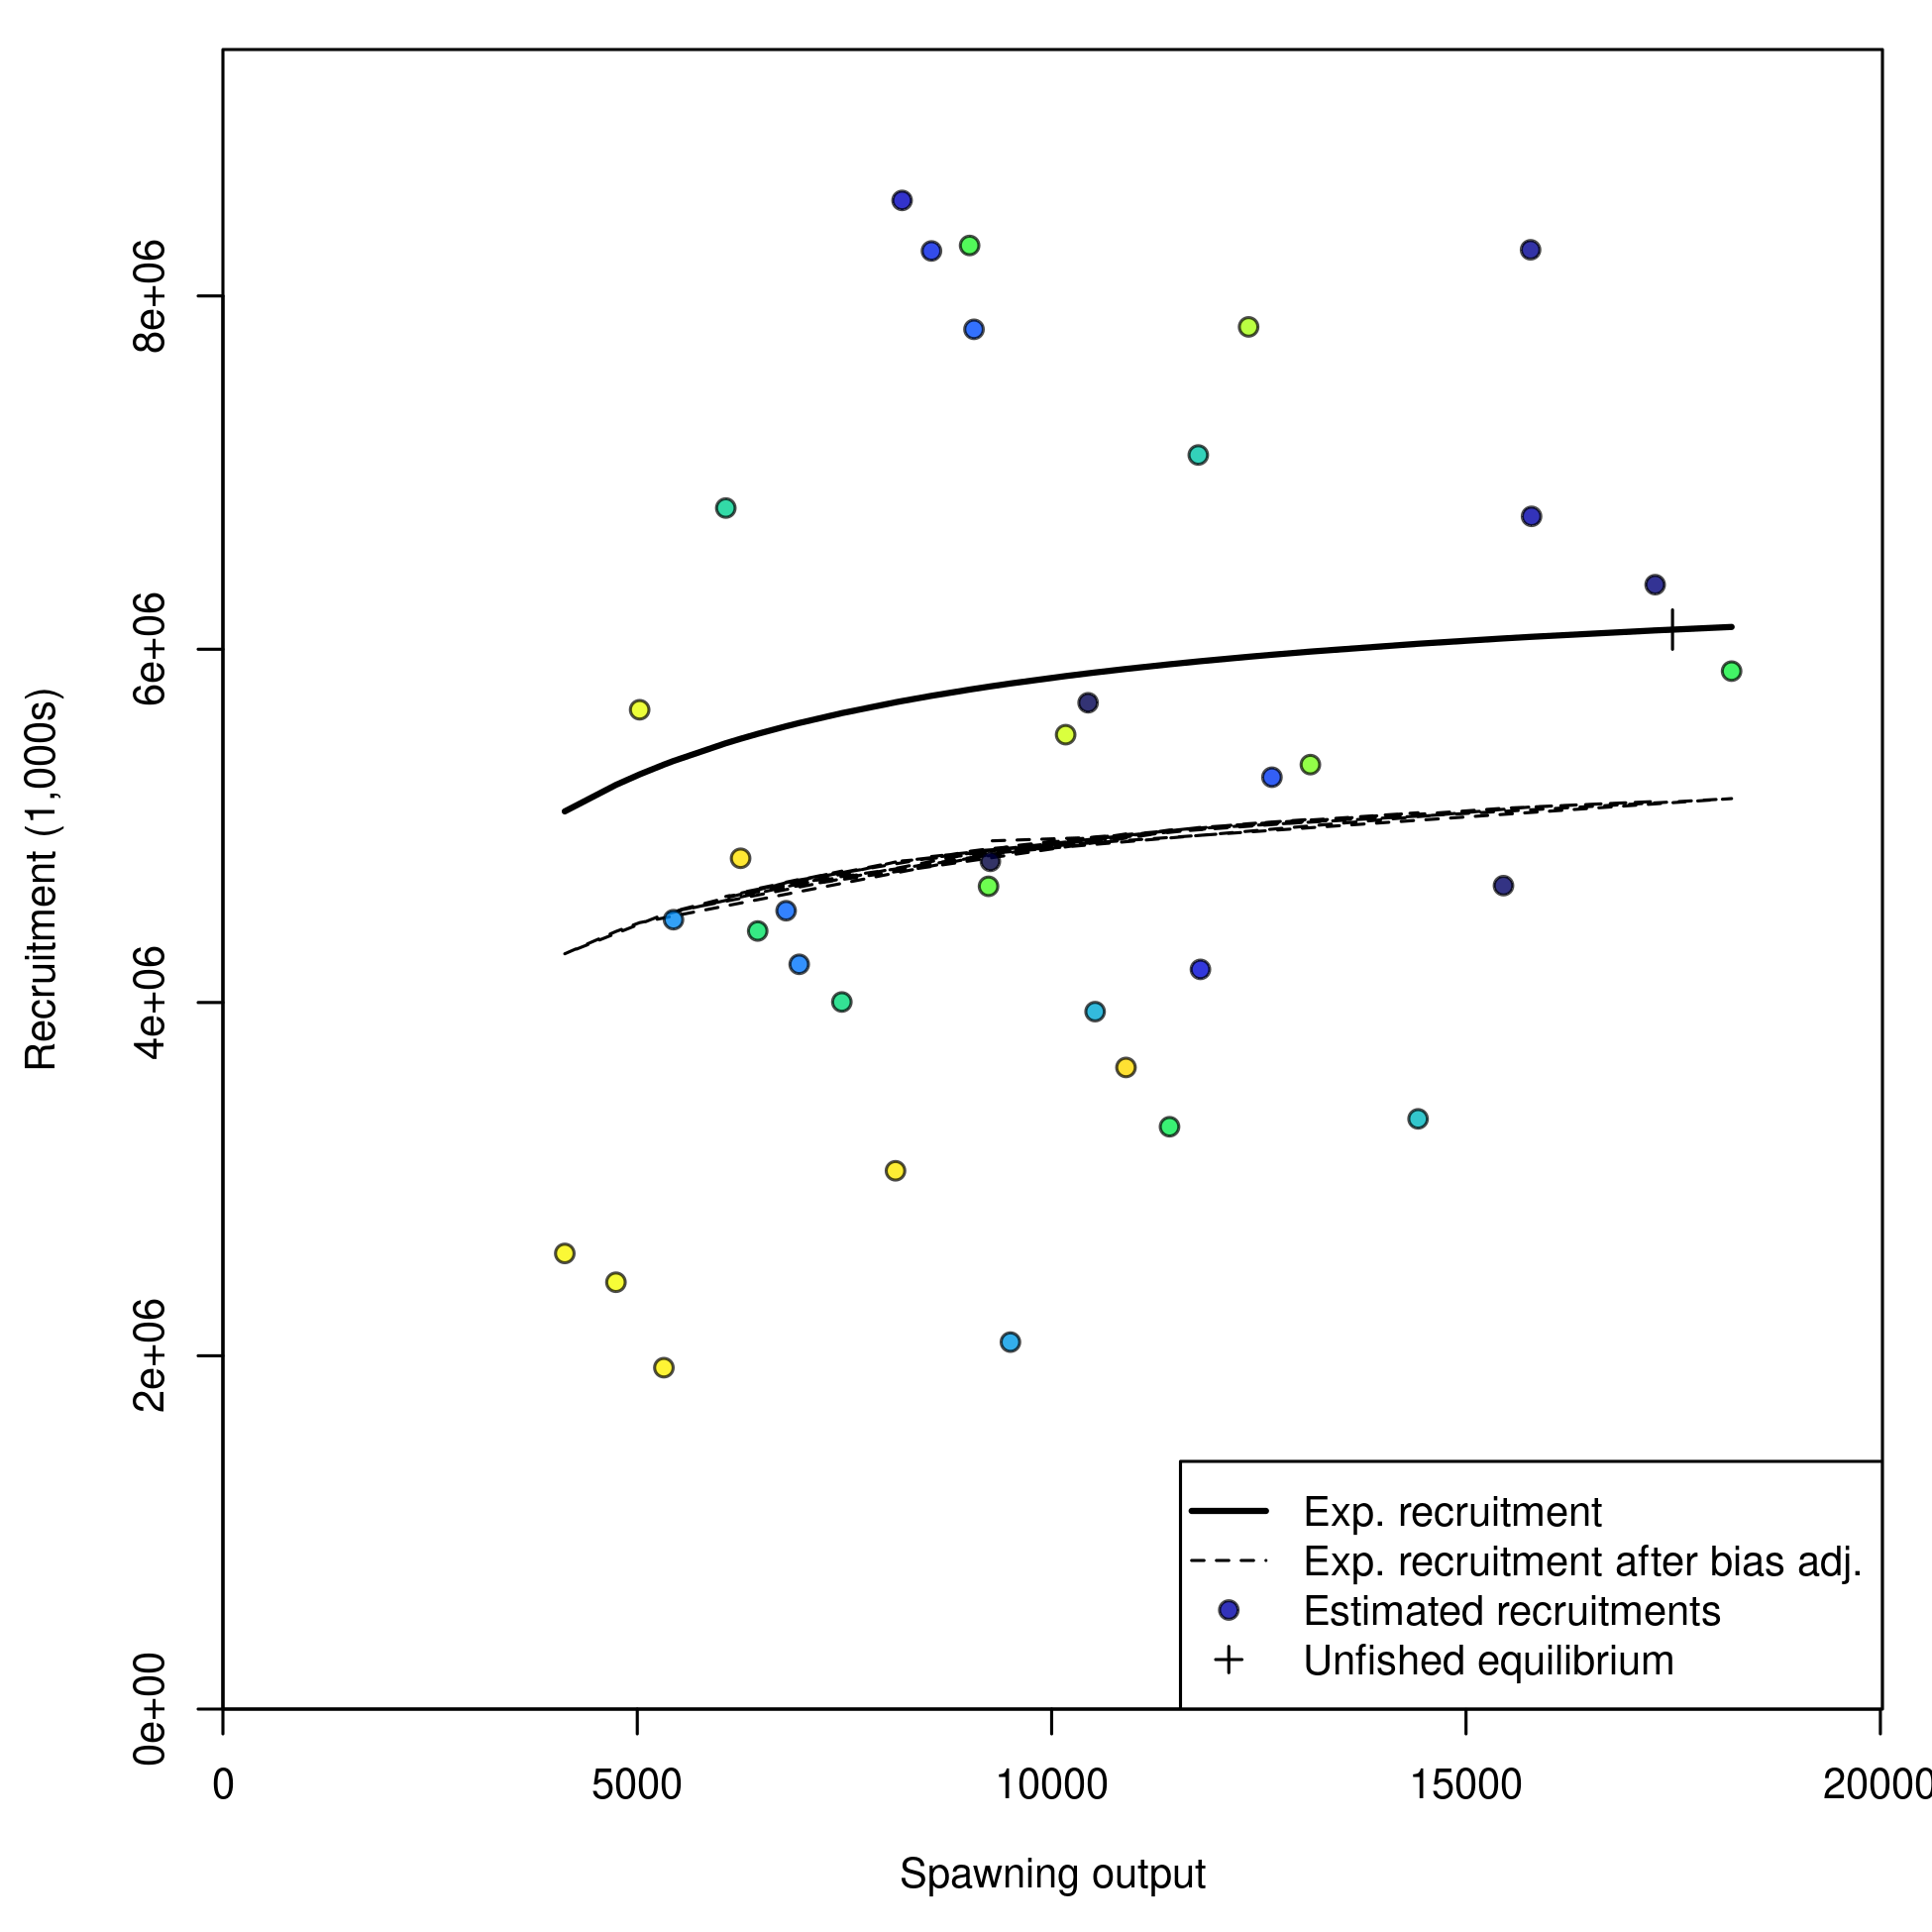 Recruitment (1,000s)
8e+06
6e+06
4e+06
2e+06
0e+00
Exp. recruitment
Exp. recruitment after bias adj.
Estimated recruitments
Unfished equilibrium
0 5000 10000 15000 20000
Spawning output